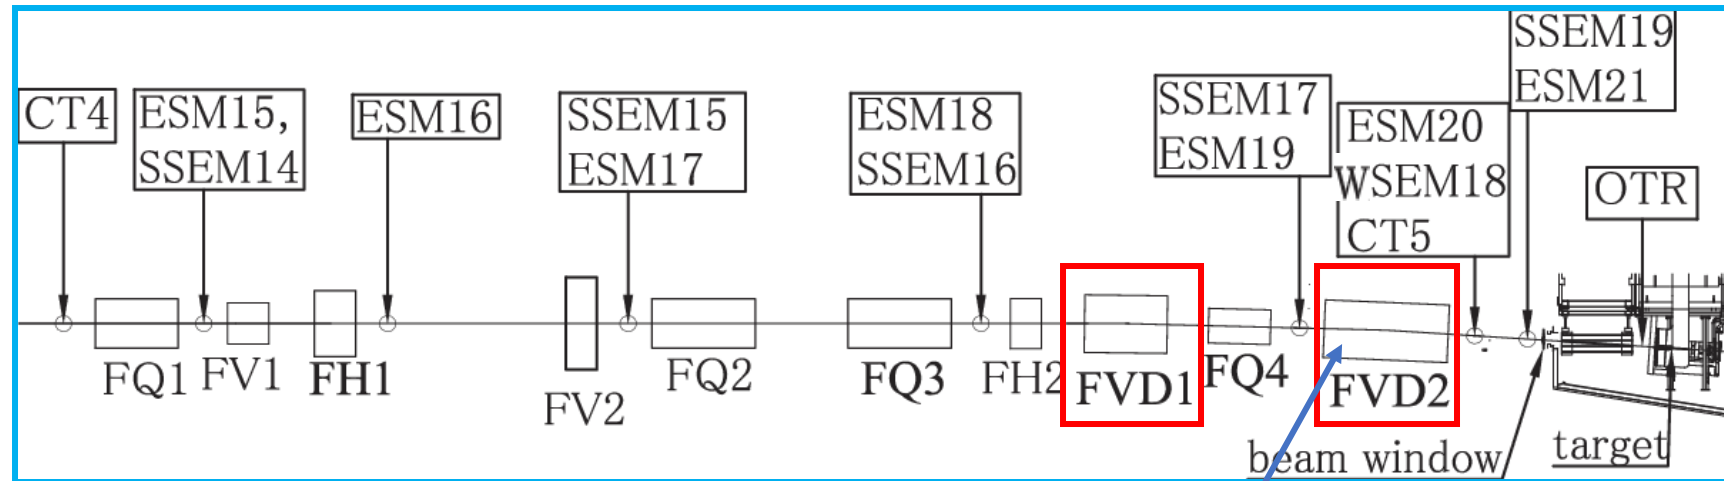 SSEM19
ESM21
CT4
ESM15,
SSEM14
ESM16
SSEM15
ESM17
ESM18
SSEM16
SSEM17
ESM19
ESM20
WSEM18
CT5
OTR
FQ1
FV1
FH1
FV2
FQ2
FQ3
FH2
FVD1
FQ4
FVD2
beam window
target